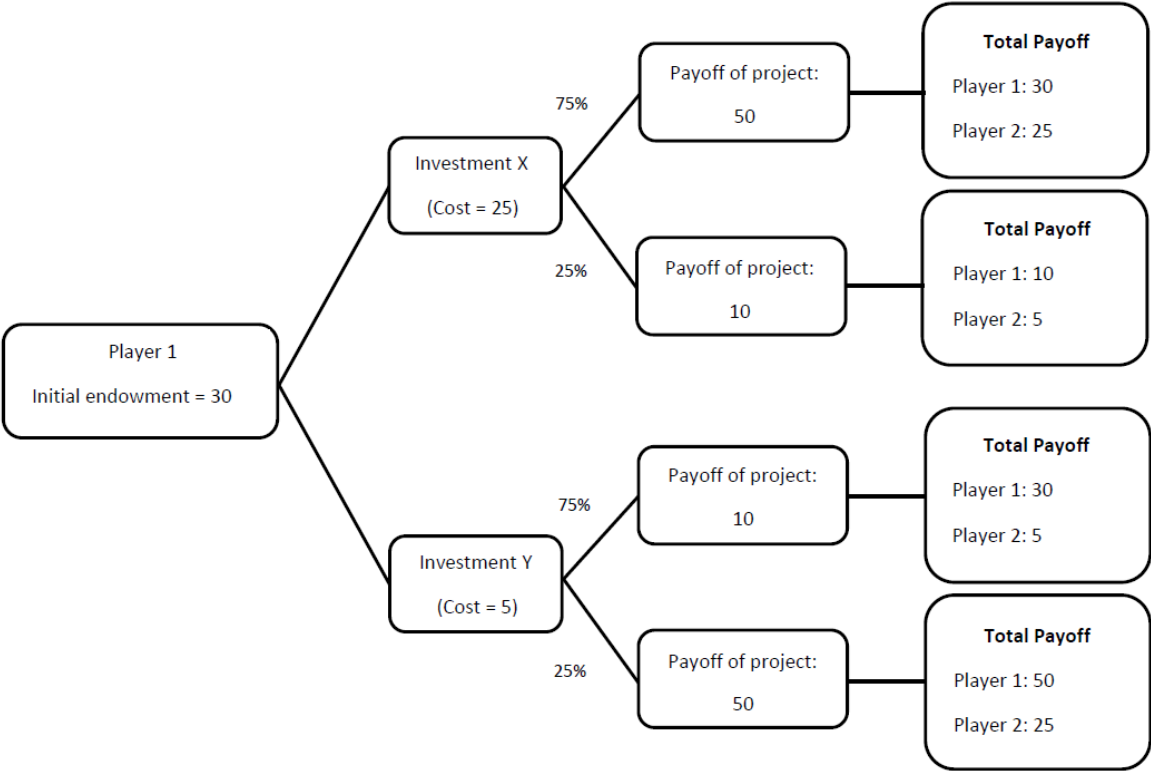 Total Payoff
Player 1: 30
Player 2: 25
Payoff of project:
50
75%
Investment X
(Cost = 25)
25%
Payoff of project:
10
Total Payoff
Player 1: 10
Player 2: 5
Player 1
Initial endowment = 30
Total Payoff
Player 1: 30
Player 2: 5
Payoff of project:
10
75%
Investment Y
(Cost = 5)
25%
Payoff of project:
50
Total Payoff
Player 1: 50
Player 2: 25